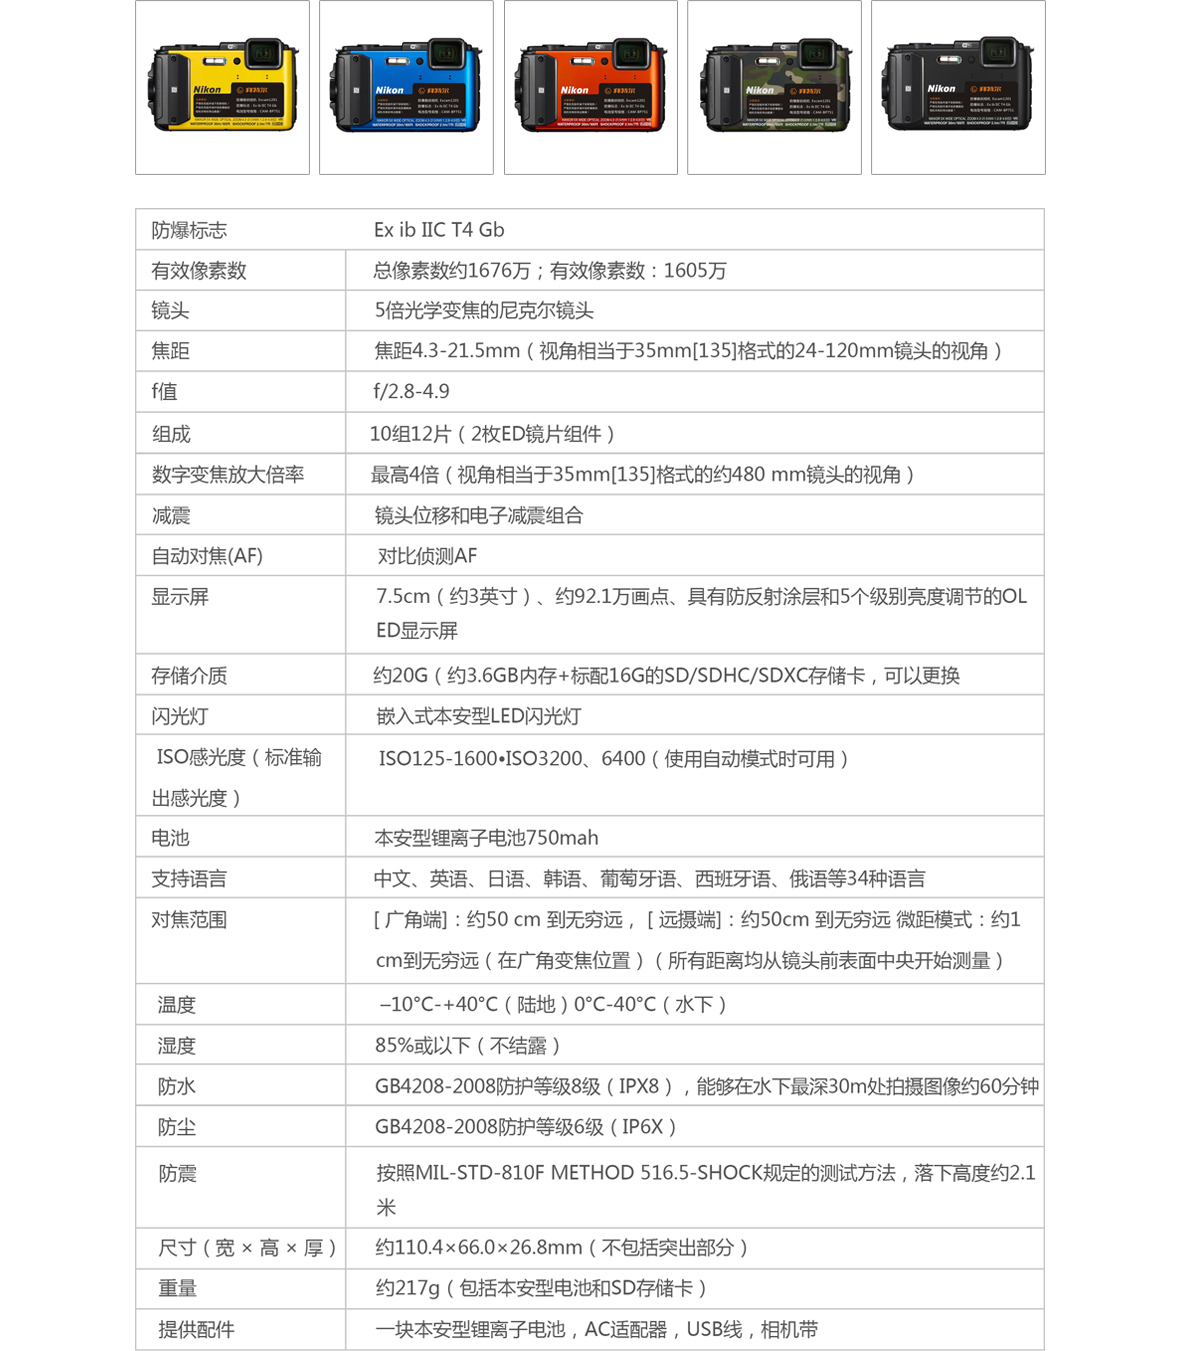 Nikon
Nikon
Nikon
Nikon
Nikon
防爆标志 Ex ib IIC T4 Gb
有效像素数 总像素数约1676万；有效像素数：1605万
镜头 5倍光学变焦的尼克尔镜头
焦距 焦距4.3-21.5mm（视角相当于35mm[135]格式的24-120mm镜头的视角）
f值 f/2.8-4.9
组成 10组12片（2枚ED镜片组件）
数字变焦放大倍率 最高4倍（视角相当于35mm[135]格式的约480 mm镜头的视角）
减震 镜头位移和电子减震组合
自动对焦(AF) 对比侦测AF
显示屏 7.5cm（约3英寸）、约92.1万画点、具有防反射涂层和5个级别亮度调节的OL
ED显示屏
存储介质 约20G（约3.6GB内存+标配16G的SD/SDHC/SDXC存储卡，可以更换
闪光灯 嵌入式本安型LED闪光灯
ISO感光度（标准输 ISO125-1600•ISO3200、6400（使用自动模式时可用）
出感光度）
电池 本安型锂离子电池750mah
支持语言 中文、英语、日语、韩语、葡萄牙语、西班牙语、俄语等34种语言
对焦范围 [ 广角端]：约50 cm 到无穷远， [ 远摄端]：约50cm 到无穷远 微距模式：约1
cm到无穷远（在广角变焦位置）（所有距离均从镜头前表面中央开始测量）
温度 –10°C-+40°C（陆地）0°C-40°C（水下）
湿度 85%或以下（不结露）
防水 GB4208-2008防护等级8级（IPX8），能够在水下最深30m处拍摄图像约60分钟
防尘 GB4208-2008防护等级6级（IP6X）
防震 按照MIL-STD-810F METHOD 516.5-SHOCK规定的测试方法，落下高度约2.1
米
尺寸（宽 × 高 × 厚） 约110.4×66.0×26.8mm（不包括突出部分）
重量 约217g（包括本安型电池和SD存储卡）
提供配件 一块本安型锂离子电池，AC适配器，USB线，相机带